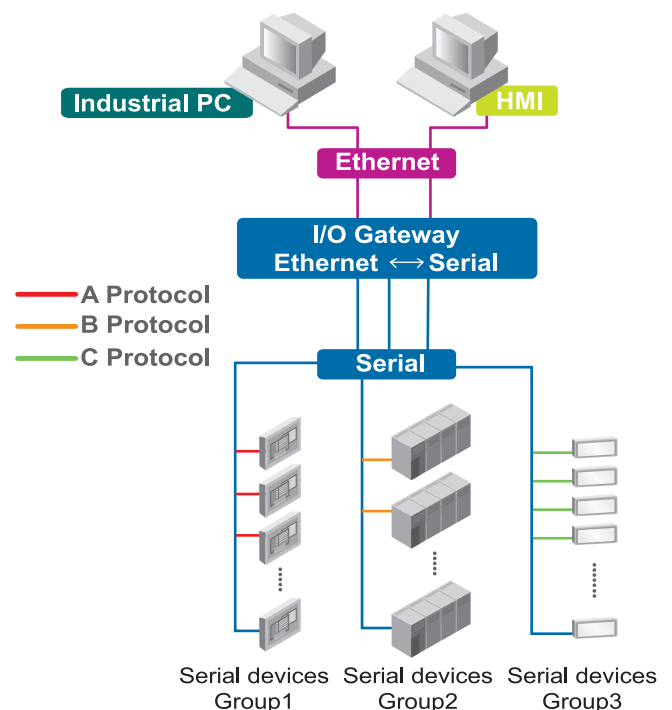 Industrial PC
HMI
Ethernet
I/O Gateway
Ethernet ⟷ Serial
A Protocol
B Protocol
C Protocol
Serial
Serial devices
Group1
Serial devices
Group2
Serial devices
Group3